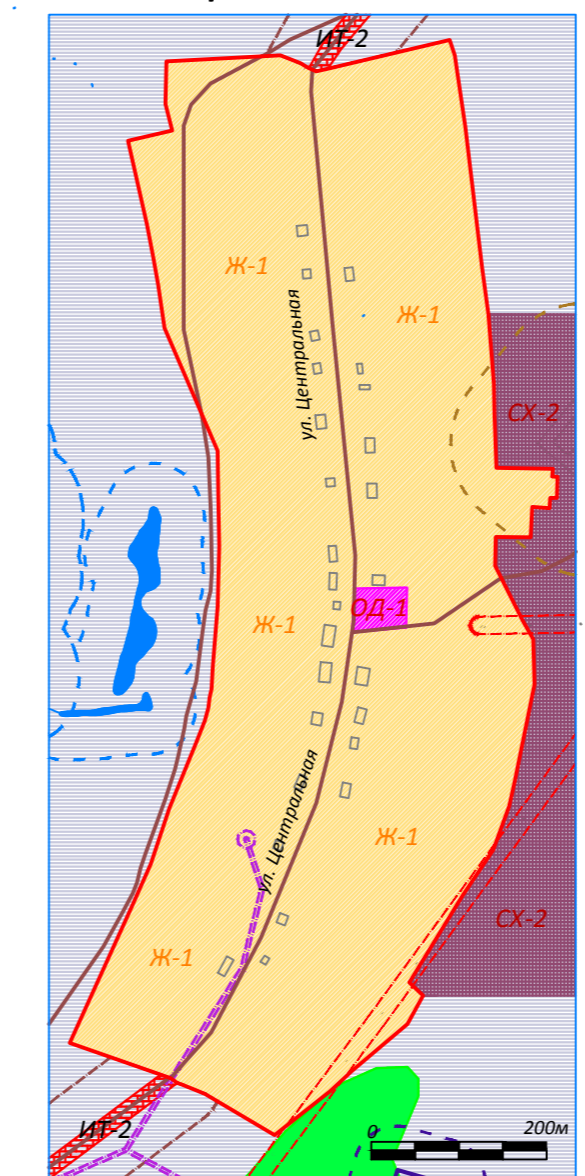 ИТ-2
Ж-1
Ж-1
ул. Центральная
СХ-2
ОД-1
Ж-1
ул. Центральная
Ж-1
СХ-2
Ж-1
ИТ-2
0
200м